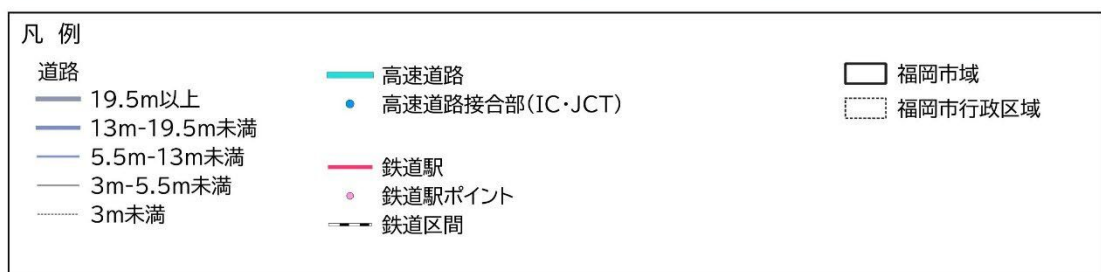 凡 例
道路
19.5m以上
13m-19.5m未満
5.5m-13m未満
3m-5.5m未満
3m未満
高速道路
高速道路接合部(IC・JCT)
鉄道駅
鉄道駅ポイント
鉄道区間
福岡市域
福岡市行政区域